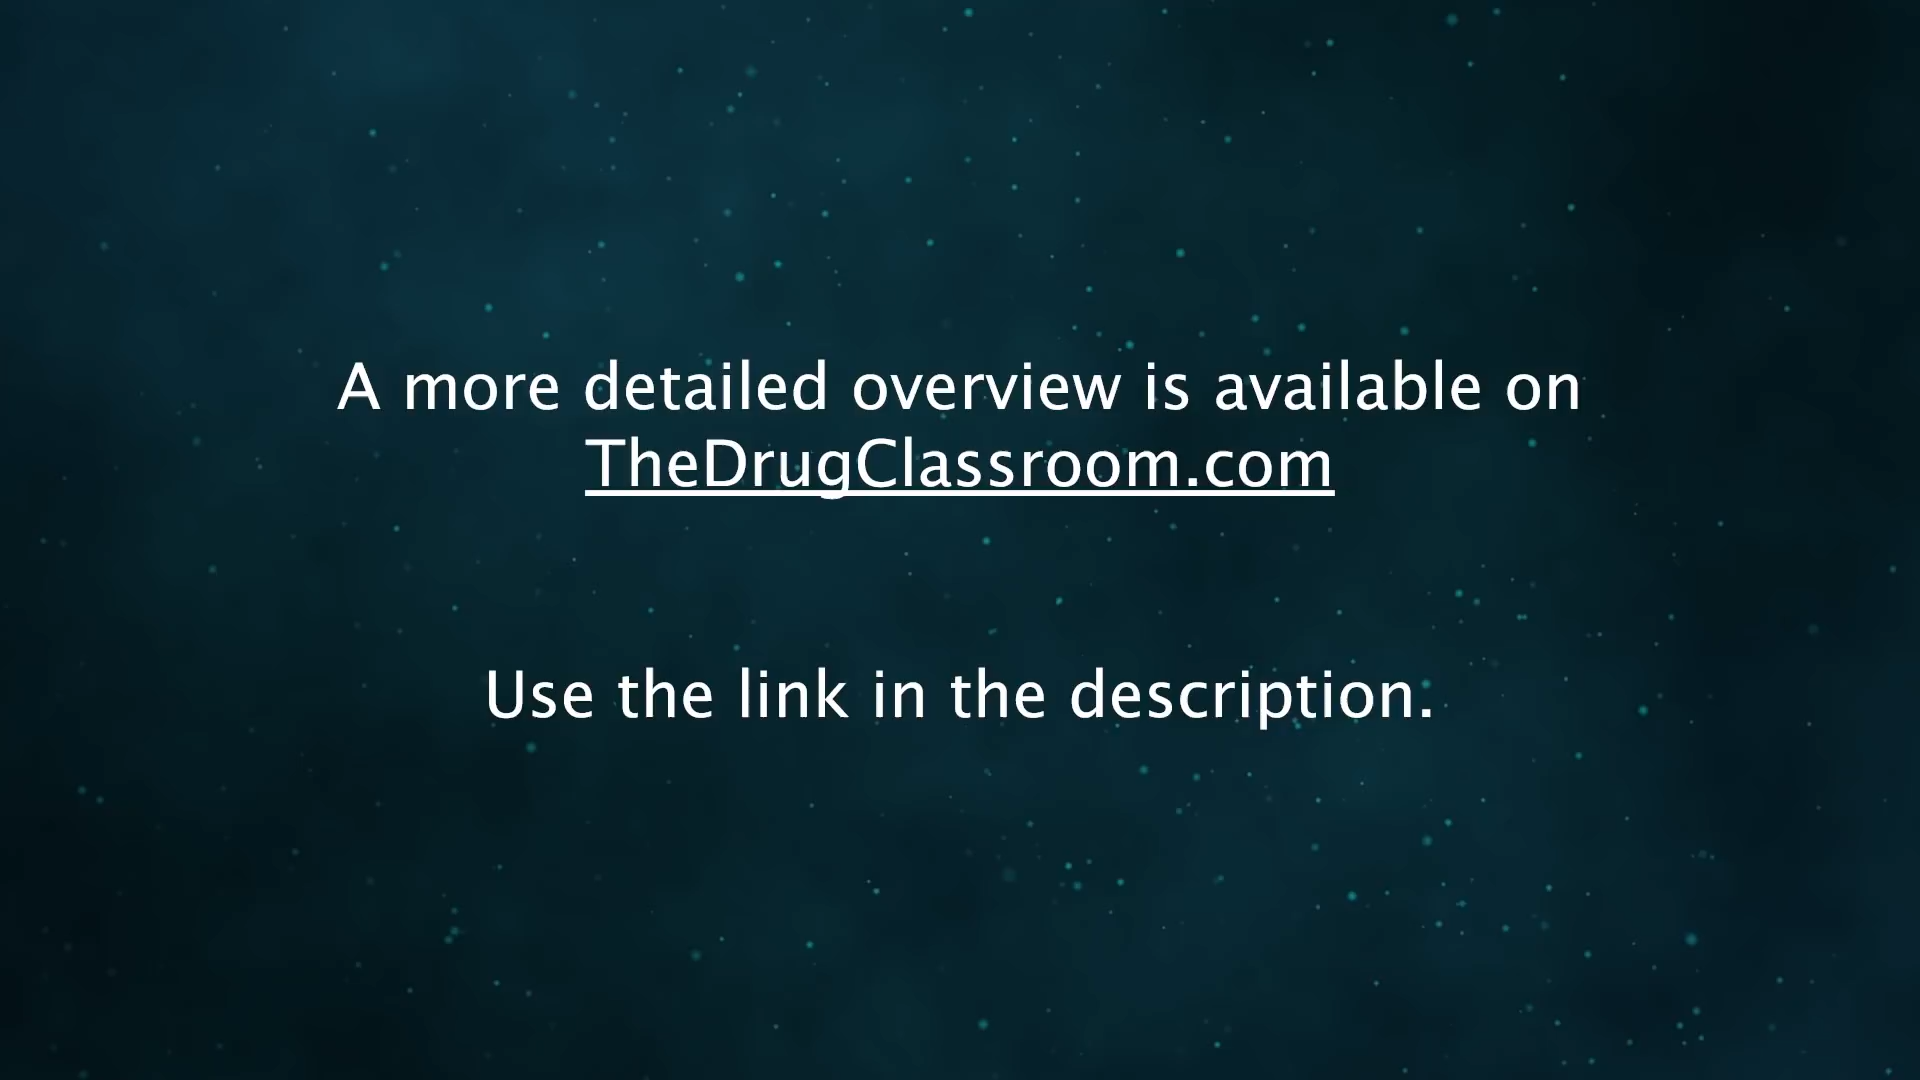 A more detailed overview is available on
TheDrugClassroom.com
Use the link in the description.